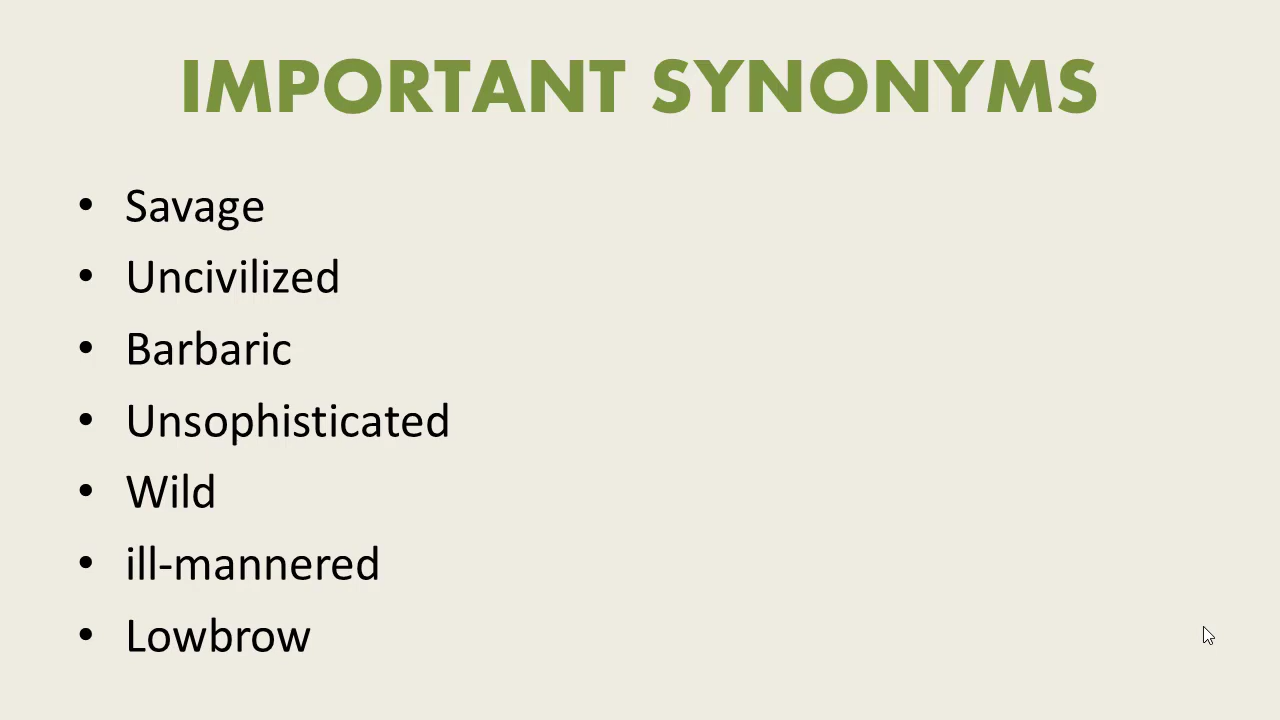 IMPORTANT SYNONYMS
• Savage
• Uncivilized
• Barbaric
• Unsophisticated
• Wild
• ill-mannered
• Lowbrow